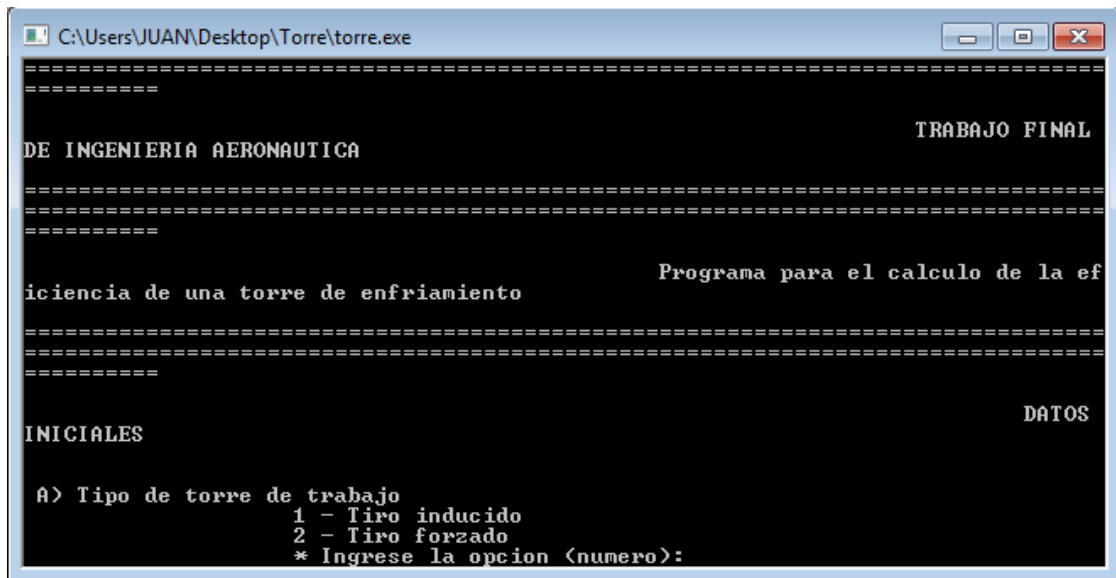 C:\Users\JUAN\Desktop\Torre\torre.exe
==================================================================================
==========
TRABAJO FINAL
DE INGENIERIA AERONAUTICA
==================================================================================
==================================================================================
==========
Programa para el calculo de la ef
iciencia de una torre de enfriamiento
==================================================================================
==================================================================================
==========
DATOS
INICIALES
A) Tipo de torre de trabajo
1 - Tiro inducido
2 - Tiro forzado
* Ingrese la opcion (numero):